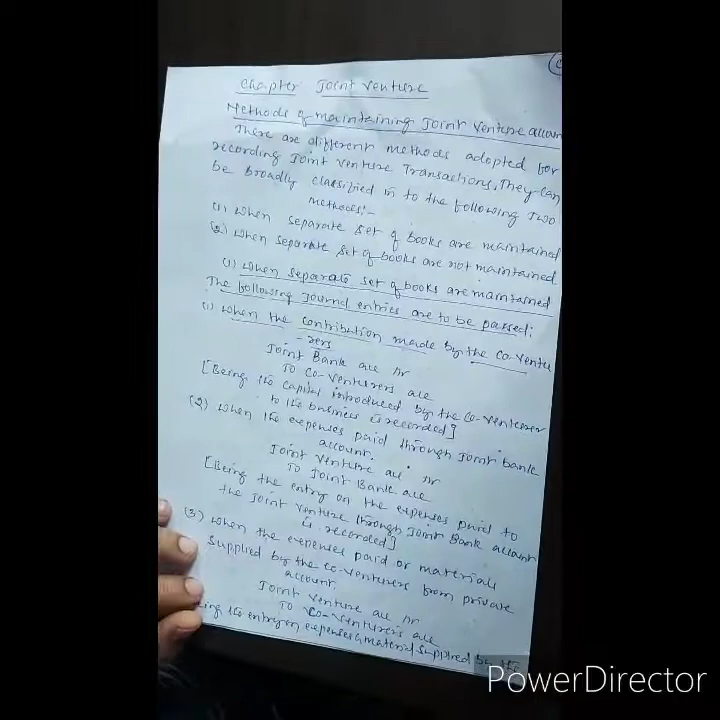 Chapter Joint Venture
Methods of maintaining Joint Venture accoun
There are different methods adopted for
recording Joint Venture Transactions, They can
be broadly classified in to the following Two
methods:-
(1) When separate set of books are maintained
(2) When separate set of books are not maintained
(1) When separate set of books are maintained
The following Journal entries are to be passed:
(1) When the contribution made by the Co-Ventu
-rers
Joint Bank a/c Dr
To Co-Venturers a/c
[Being the capital introduced by the Co-Venturer
to the business is recorded]
(2) When the expenses paid through Joint bank
account.
Joint Venture a/c Dr
To Joint Bank a/c
[Being the entry on the expenses paid to
the Joint Venture through Joint Bank account
is recorded]
(3) When the expenses paid or materials
supplied by the Co-Venturers from private
account
Joint Venture a/c Dr
To Co-Venturers a/c
ing the entry on expenses & material supplied by the
PowerDirector